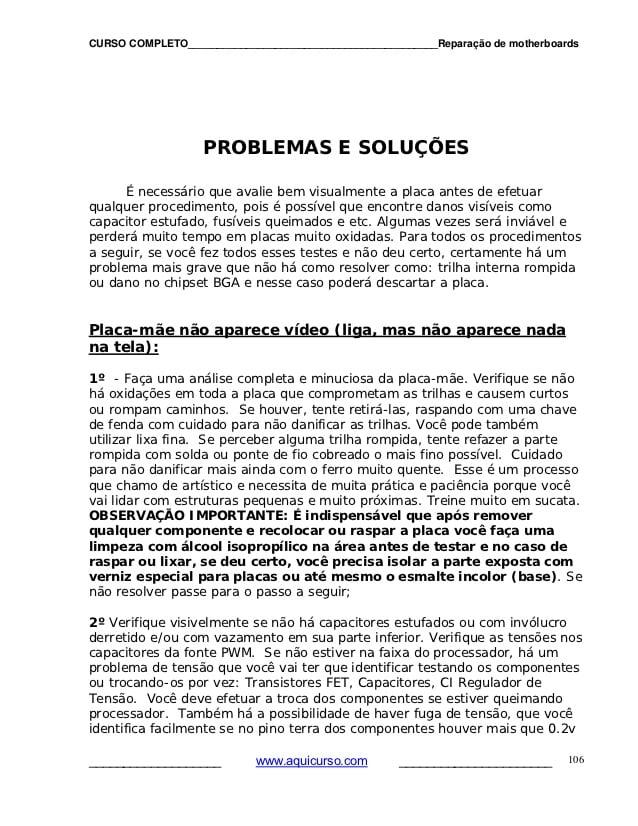 CURSO COMPLETO__________________________________________Reparação de motherboards
PROBLEMAS E SOLUÇÕES
É necessário que avalie bem visualmente a placa antes de efetuar
qualquer procedimento, pois é possível que encontre danos visíveis como
capacitor estufado, fusíveis queimados e etc. Algumas vezes será inviável e
perderá muito tempo em placas muito oxidadas. Para todos os procedimentos
a seguir, se você fez todos esses testes e não deu certo, certamente há um
problema mais grave que não há como resolver como: trilha interna rompida
ou dano no chipset BGA e nesse caso poderá descartar a placa.
Placa-mãe não aparece vídeo (liga, mas não aparece nada
na tela):
1º - Faça uma análise completa e minuciosa da placa-mãe. Verifique se não
há oxidações em toda a placa que comprometam as trilhas e causem curtos
ou rompam caminhos. Se houver, tente retirá-las, raspando com uma chave
de fenda com cuidado para não danificar as trilhas. Você pode também
utilizar lixa fina. Se perceber alguma trilha rompida, tente refazer a parte
rompida com solda ou ponte de fio cobreado o mais fino possível. Cuidado
para não danificar mais ainda com o ferro muito quente. Esse é um processo
que chamo de artístico e necessita de muita prática e paciência porque você
vai lidar com estruturas pequenas e muito próximas. Treine muito em sucata.
OBSERVAÇÃO IMPORTANTE: É indispensável que após remover
qualquer componente e recolocar ou raspar a placa você faça uma
limpeza com álcool isopropílico na área antes de testar e no caso de
raspar ou lixar, se deu certo, você precisa isolar a parte exposta com
verniz especial para placas ou até mesmo o esmalte incolor (base). Se
não resolver passe para o passo a seguir;
2º Verifique visivelmente se não há capacitores estufados ou com invólucro
derretido e/ou com vazamento em sua parte inferior. Verifique as tensões nos
capacitores da fonte PWM. Se não estiver na faixa do processador, há um
problema de tensão que você vai ter que identificar testando os componentes
ou trocando-os por vez: Transistores FET, Capacitores, CI Regulador de
Tensão. Você deve efetuar a troca dos componentes se estiver queimando
processador. Também há a possibilidade de haver fuga de tensão, que você
identifica facilmente se no pino terra dos componentes houver mais que 0.2v
___________________ www.aquicurso.com ______________________ 106